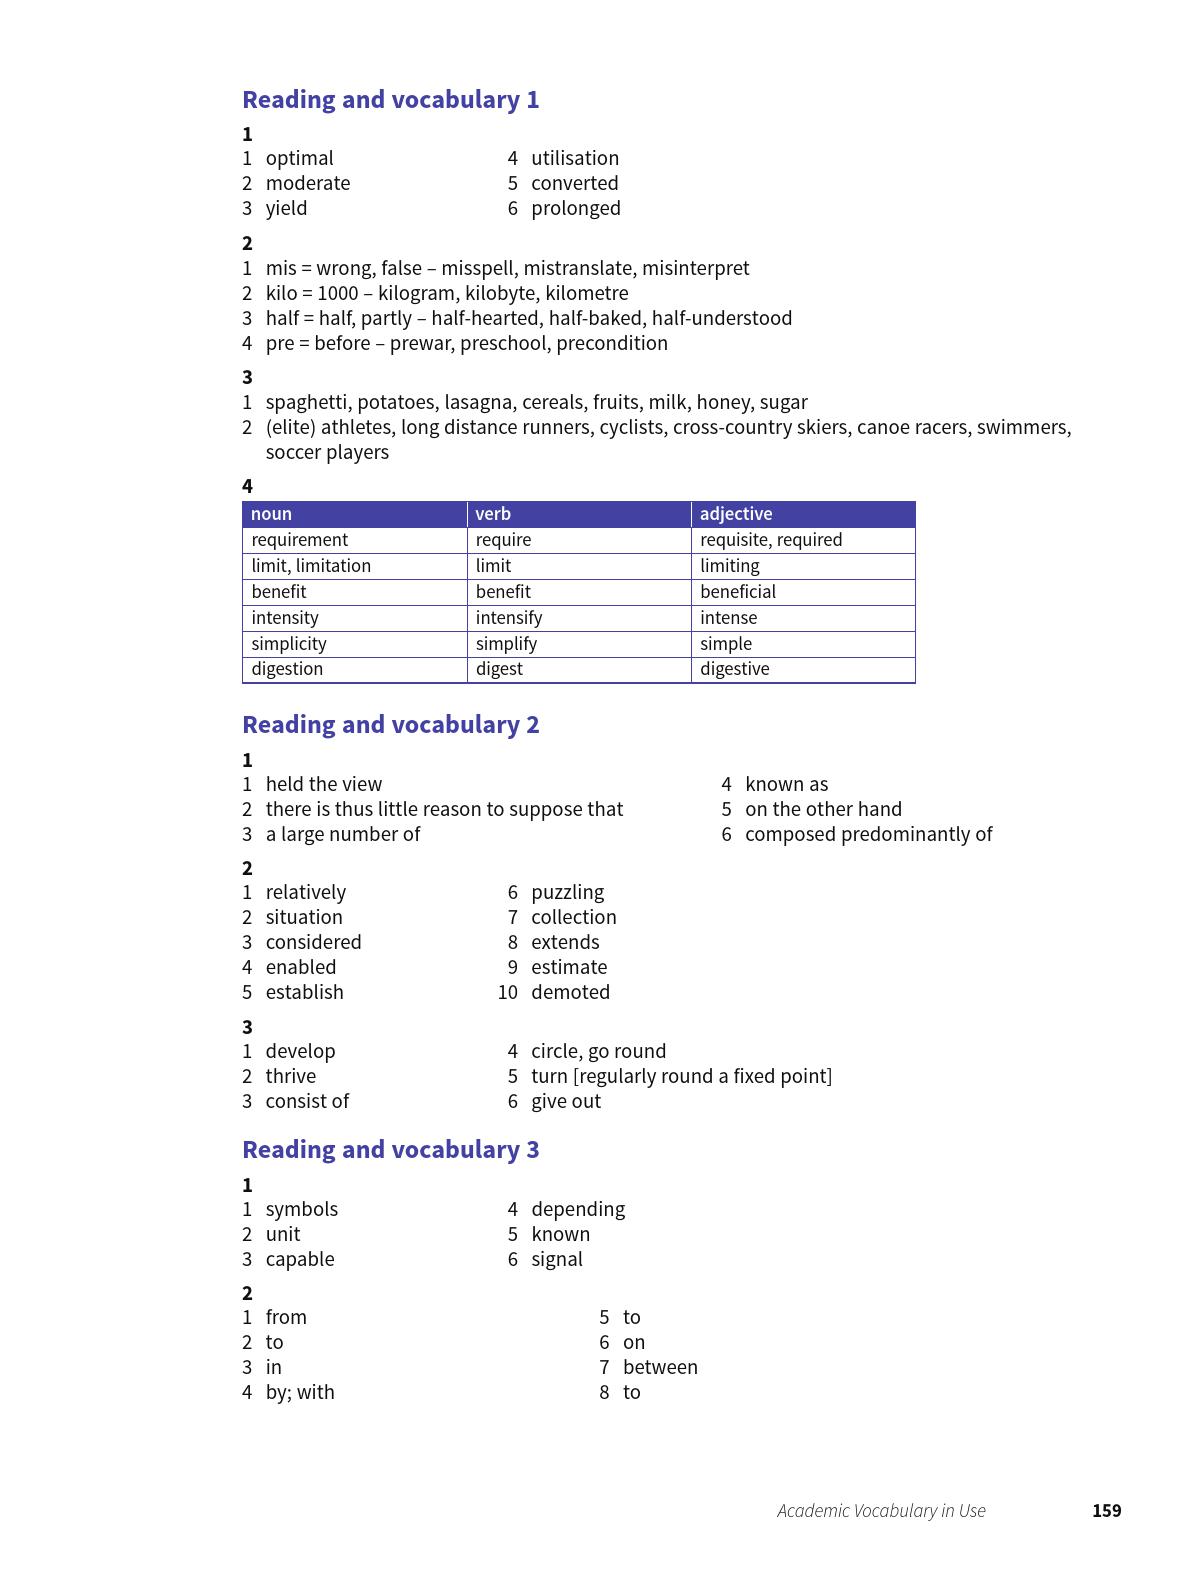 Reading and vocabulary 1
1
1 optimal 4 utilisation
2 moderate 5 converted
3 yield 6 prolonged
2
1 mis = wrong, false – misspell, mistranslate, misinterpret
2 kilo = 1000 – kilogram, kilobyte, kilometre
3 half = half, partly – half-hearted, half-baked, half-understood
4 pre = before – prewar, preschool, precondition
3
1 spaghetti, potatoes, lasagna, cereals, fruits, milk, honey, sugar
2 (elite) athletes, long distance runners, cyclists, cross-country skiers, canoe racers, swimmers,
soccer players
4
noun verb adjective
requirement require requisite, required
limit, limitation limit limiting
benefit benefit beneficial
intensity intensify intense
simplicity simplify simple
digestion digest digestive
Reading and vocabulary 2
1
1 held the view 4 known as
2 there is thus little reason to suppose that 5 on the other hand
3 a large number of 6 composed predominantly of
2
1 relatively 6 puzzling
2 situation 7 collection
3 considered 8 extends
4 enabled 9 estimate
5 establish 10 demoted
3
1 develop 4 circle, go round
2 thrive 5 turn [regularly round a fixed point]
3 consist of 6 give out
Reading and vocabulary 3
1
1 symbols 4 depending
2 unit 5 known
3 capable 6 signal
2
1 from 5 to
2 to 6 on
3 in 7 between
4 by; with 8 to
Academic Vocabulary in Use 159